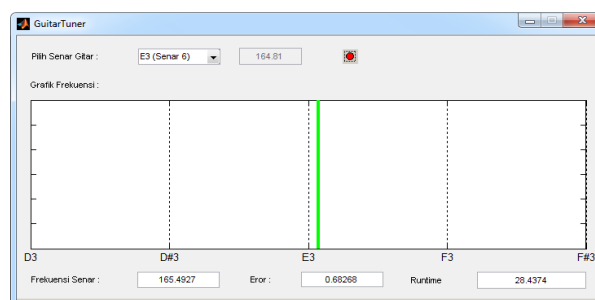 GuitarTuner
Pilih Senar Gitar : E3 (Senar 6) 164.81
Grafik Frekuensi :
D3 D#3 E3 F3 F#3
Frekuensi Senar : 165.4927 Eror : 0.68268 Runtime 28.4374